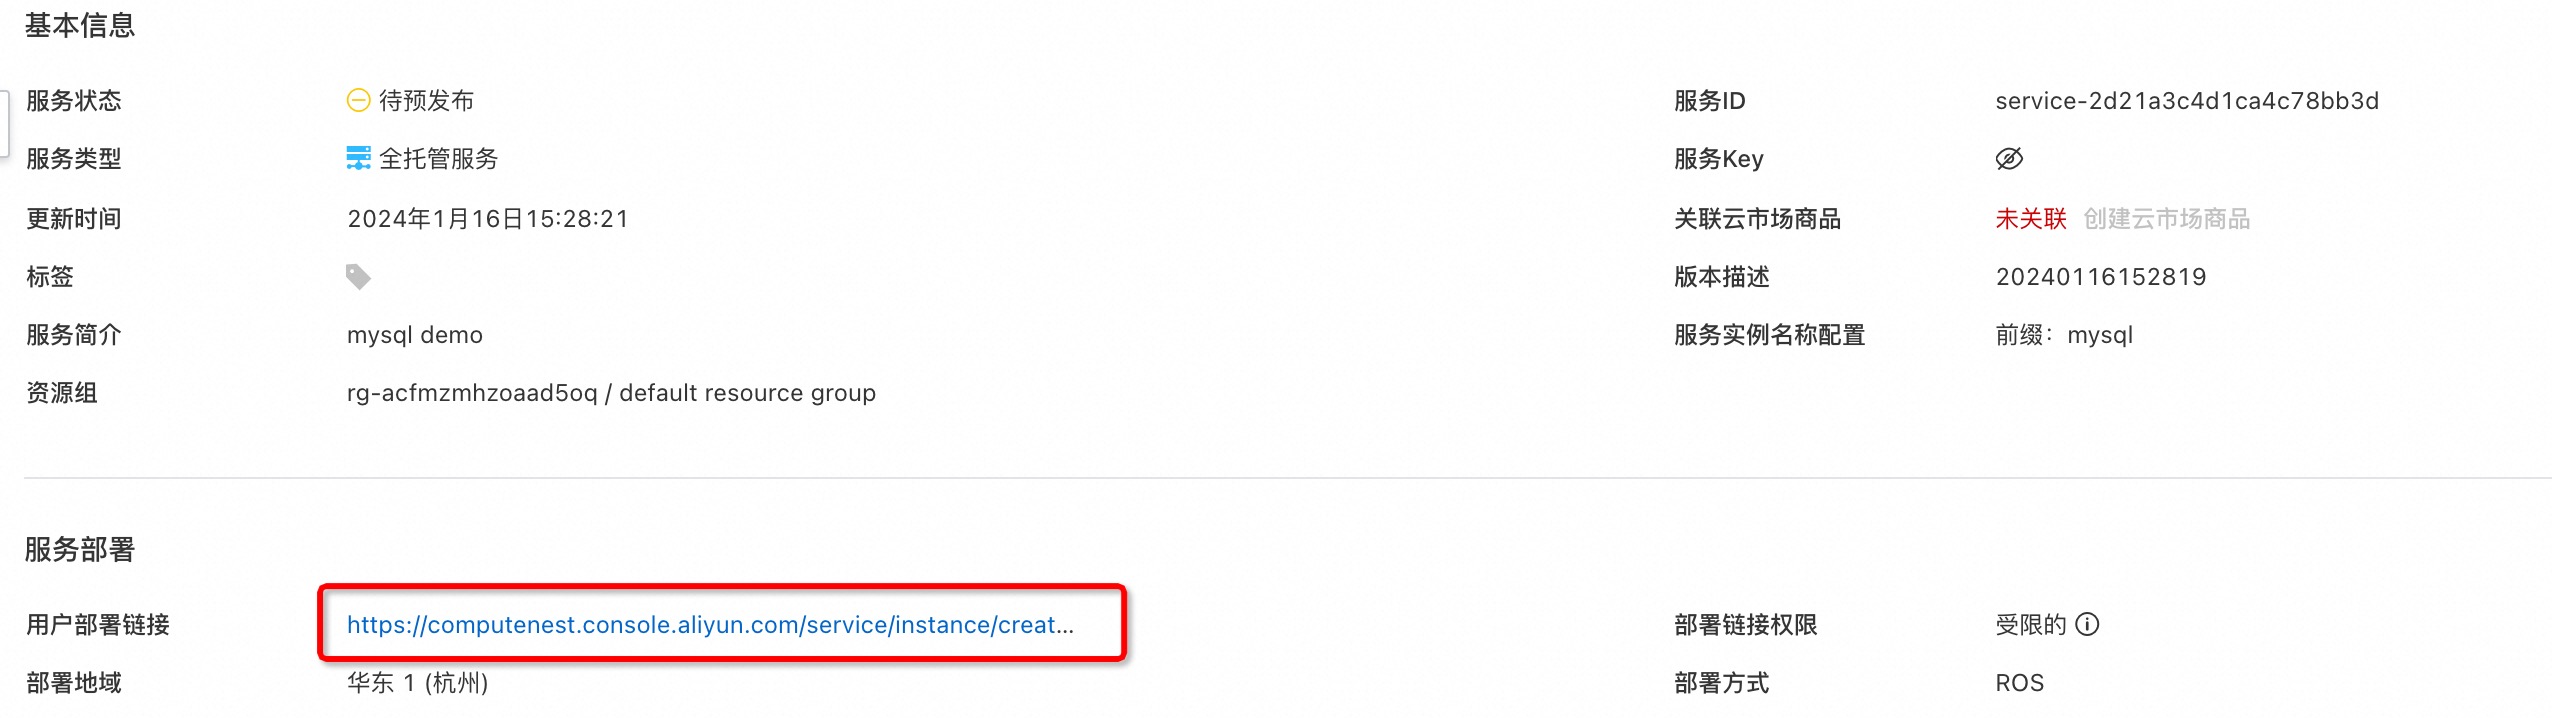 基本信息
服务状态 待预发布 服务ID service-2d21a3c4d1ca4c78bb3d
服务类型 全托管服务 服务Key
更新时间 2024年1月16日15:28:21 关联云市场商品 未关联 创建云市场商品
标签 版本描述 20240116152819
服务简介 mysql demo 服务实例名称配置 前缀：mysql
资源组 rg-acfmzmhzoaad5oq / default resource group
服务部署
用户部署链接 https://computenest.console.aliyun.com/service/instance/creat... 部署链接权限 受限的
部署地域 华东 1 (杭州) 部署方式 ROS